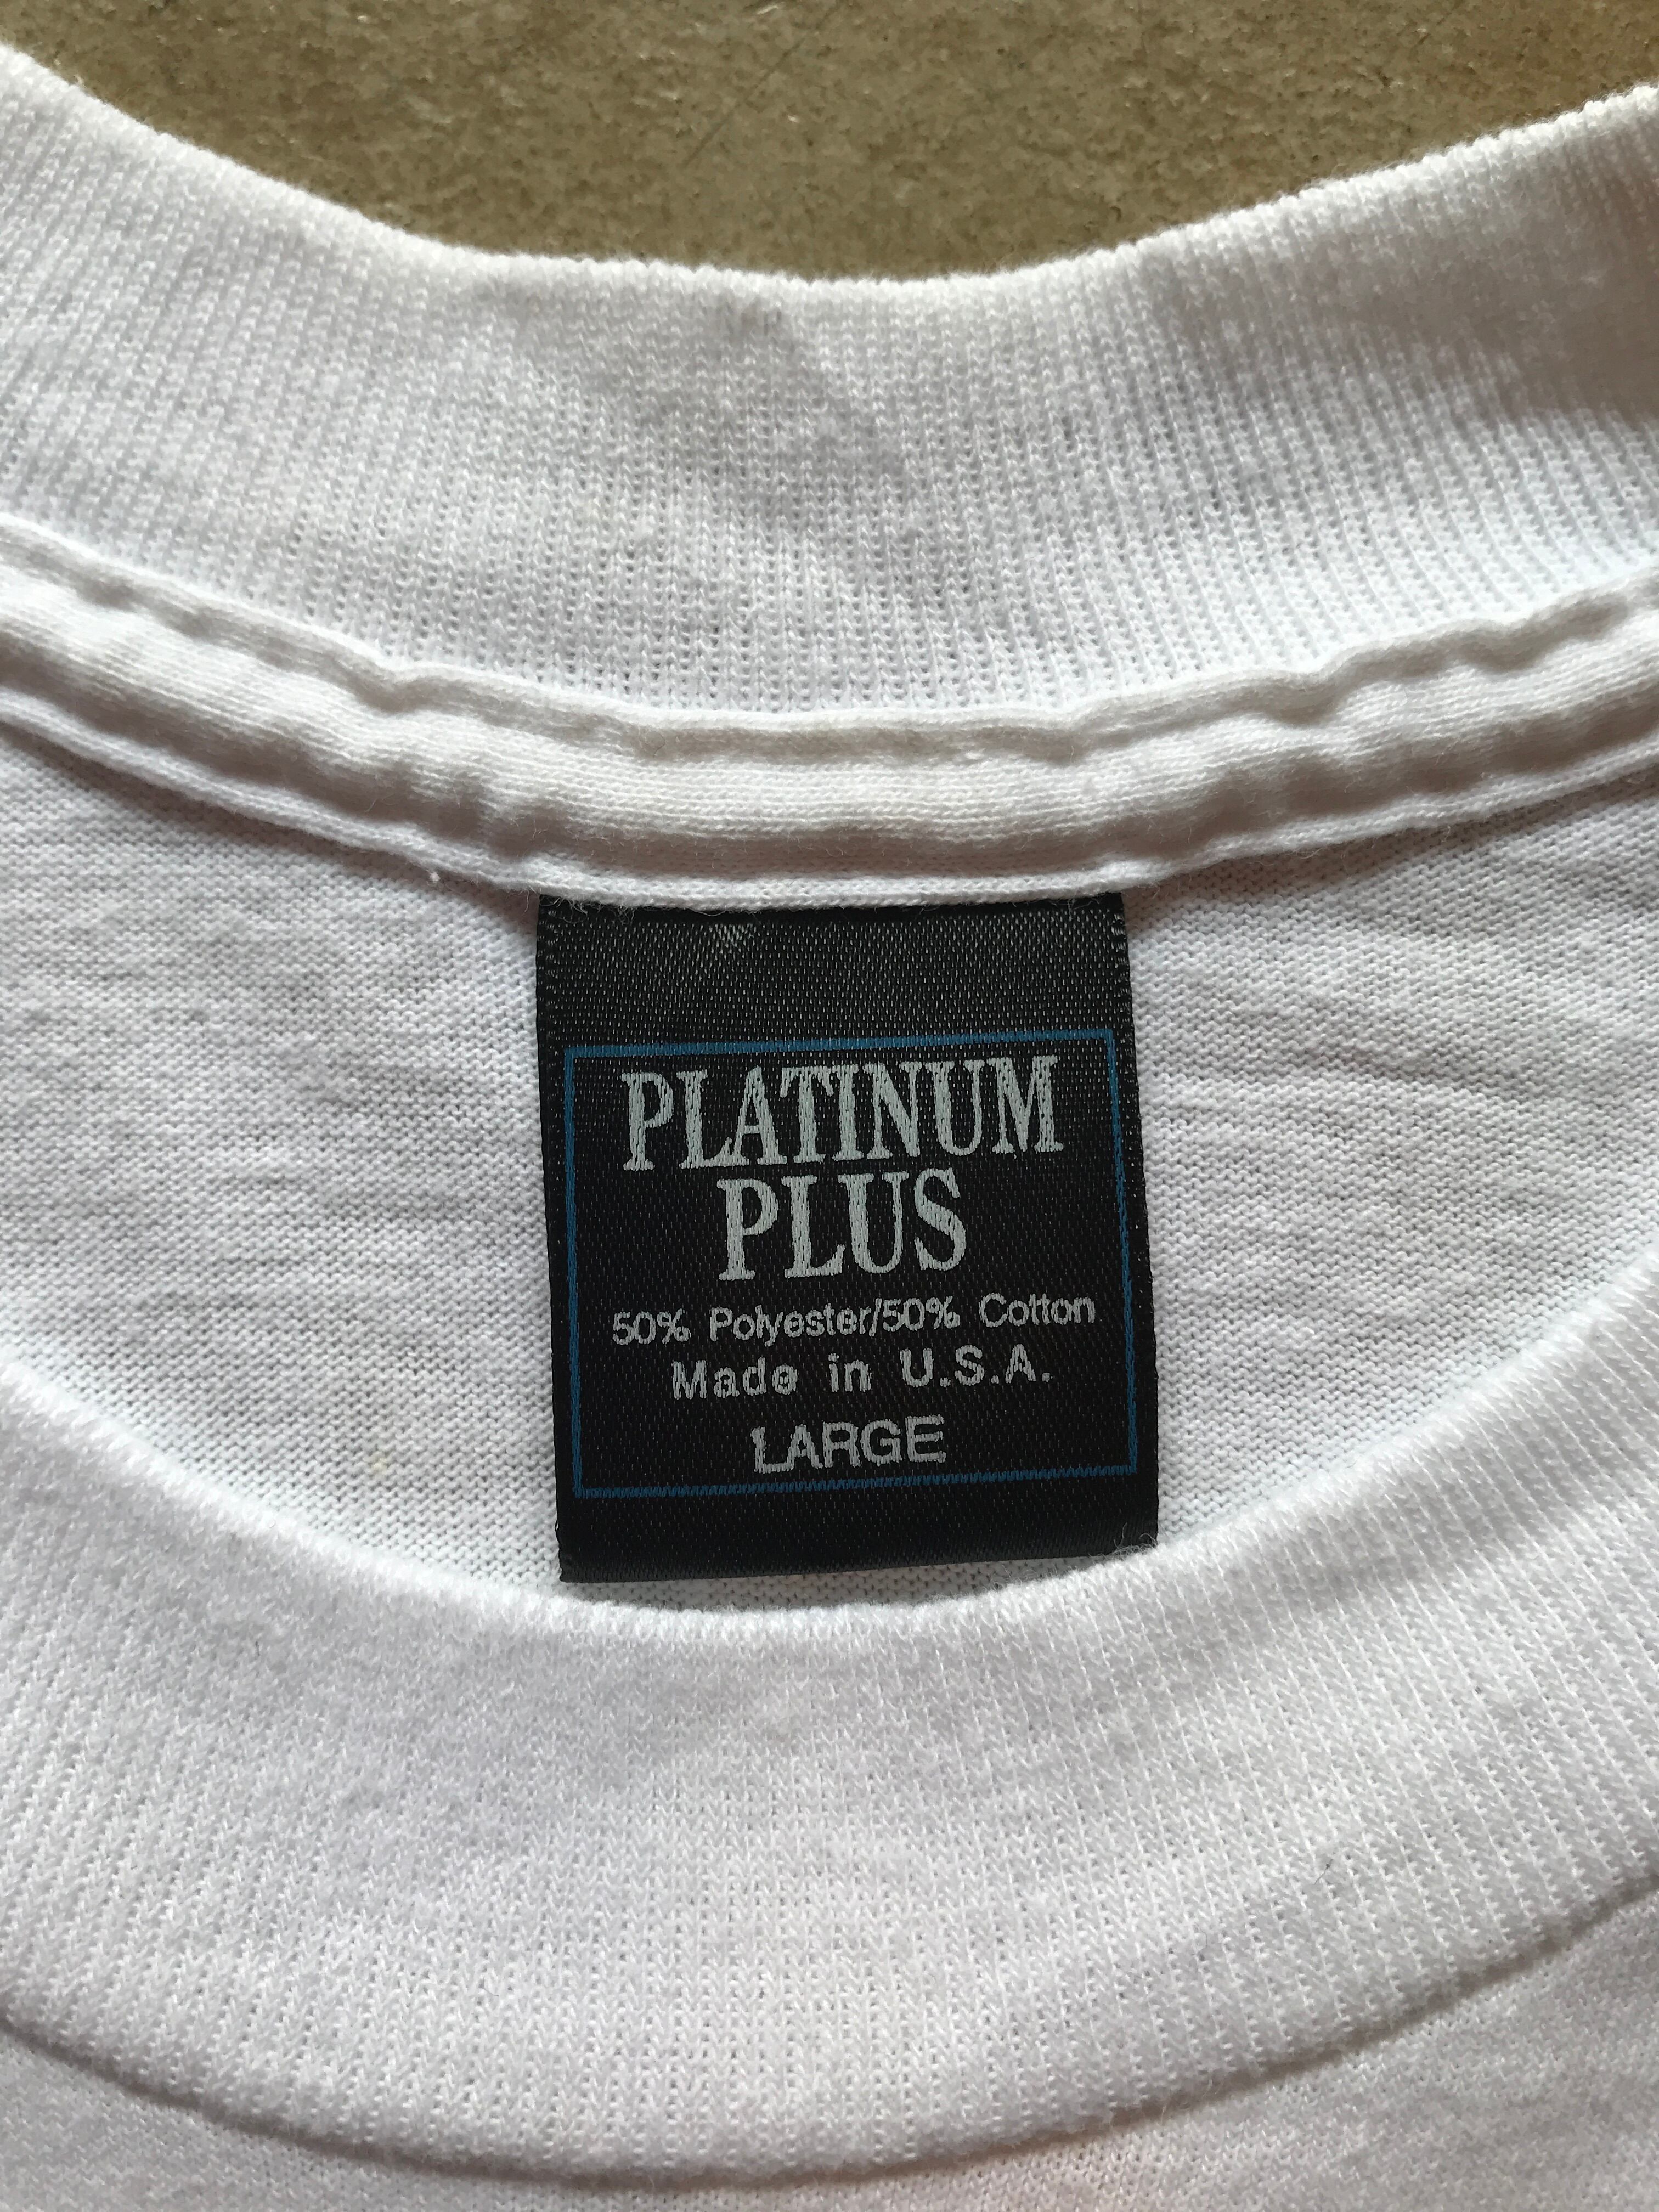 PLATINUM
PLUS
50% Polyester/50% Cotton
Made in U.S.A.
LARGE